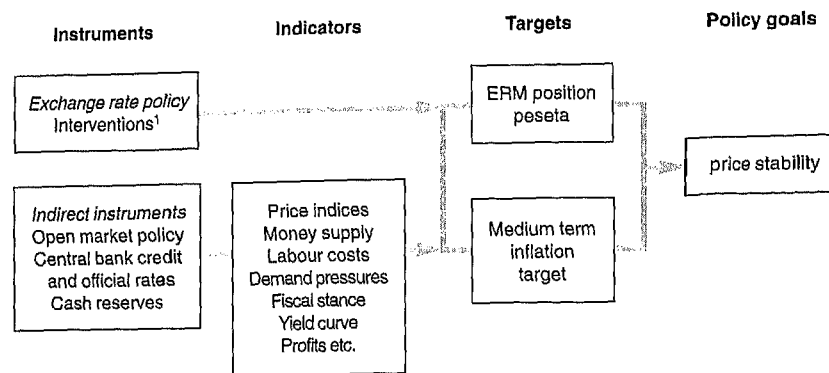 Instruments
Indicators
Targets
Policy goals
Exchange rate policy
Interventions¹
ERM position
peseta
price stability
Indirect instruments
Open market policy
Central bank credit
and official rates
Cash reserves
Price indices
Money supply
Labour costs
Demand pressures
Fiscal stance
Yield curve
Profits etc.
Medium term
inflation
target